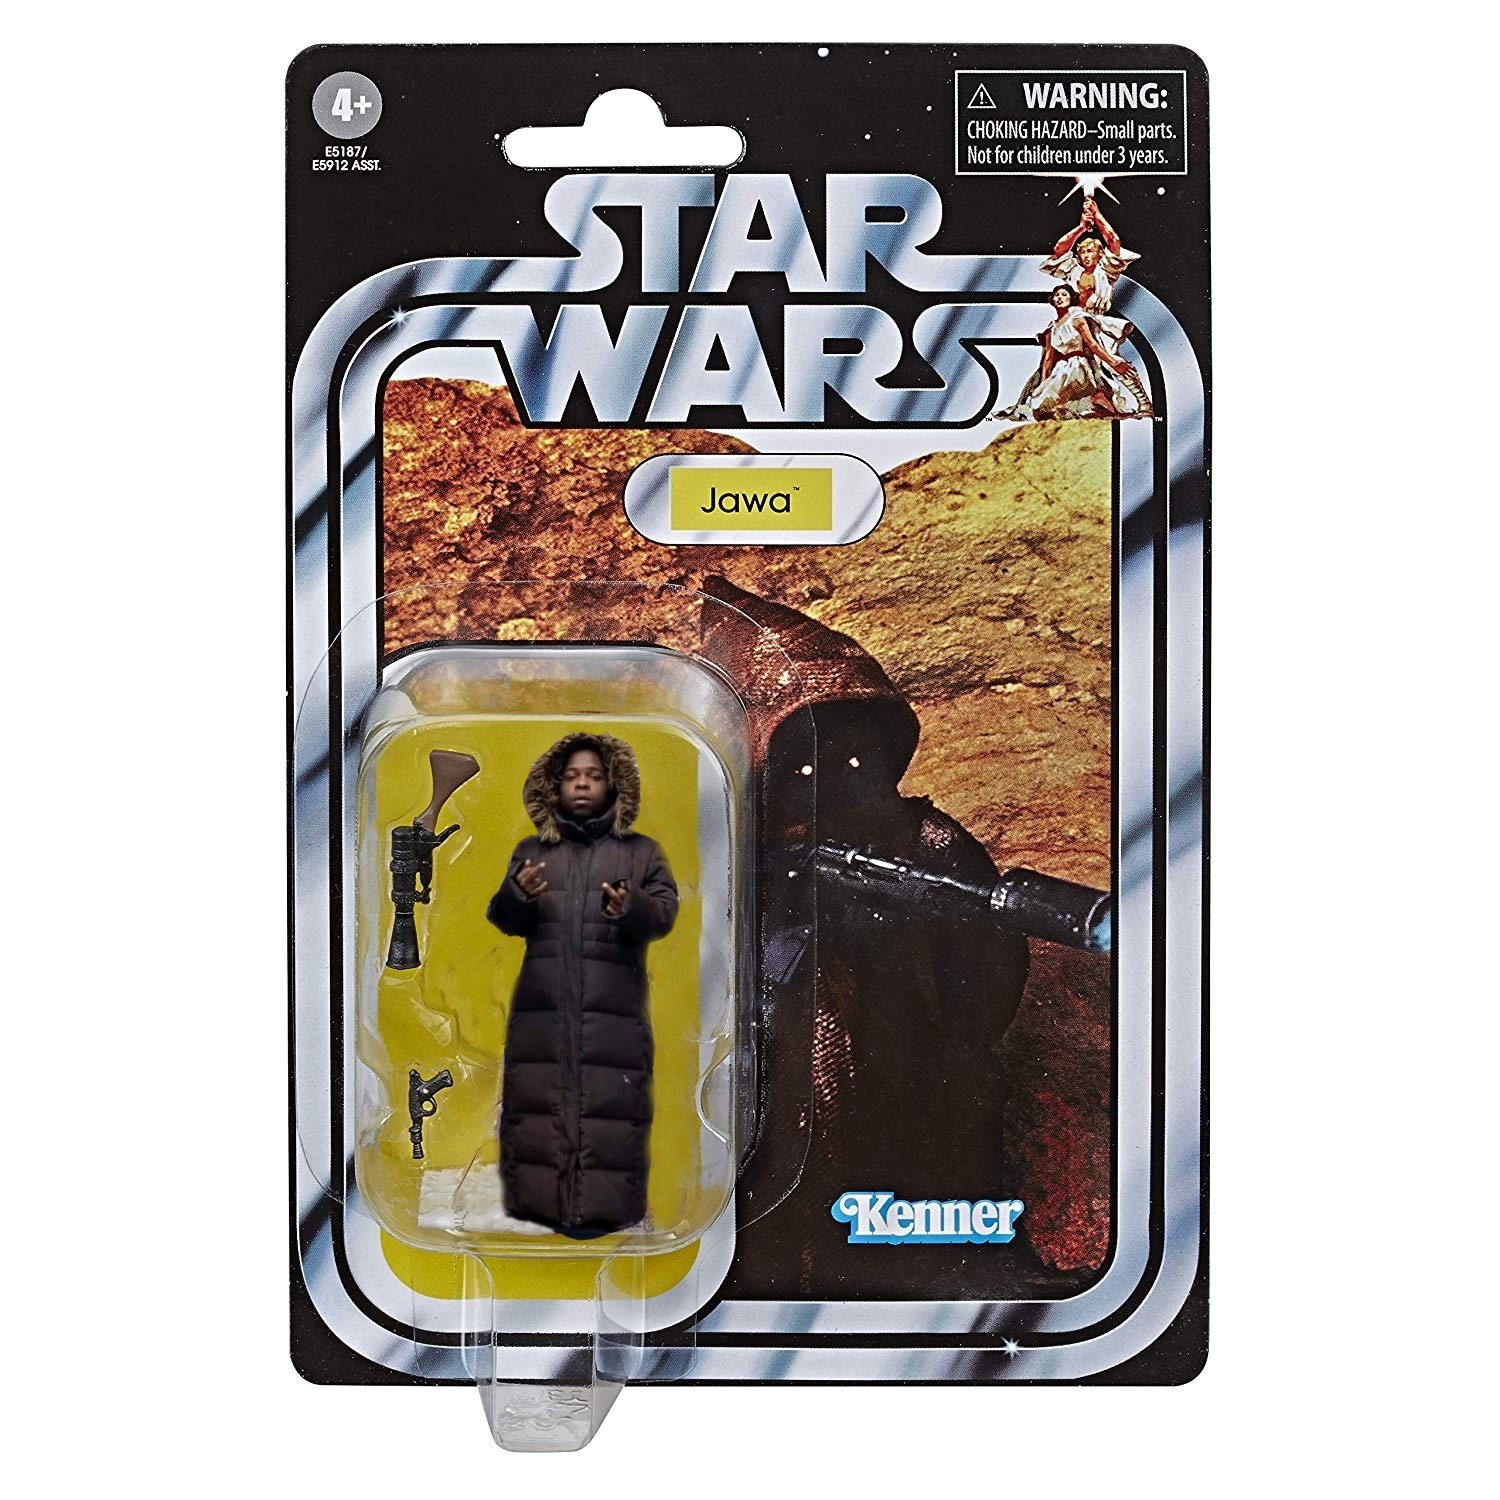 4+
E5187/
E5912 ASST.
WARNING:
CHOKING HAZARD–Small parts.
Not for children under 3 years.
STAR
WARS
™
™
Jawa™
Kenner